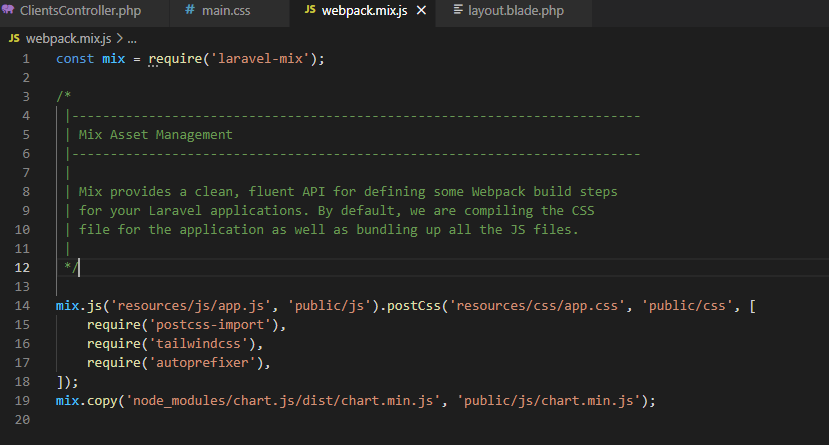 ClientsController.php # main.css JS webpack.mix.js × layout.blade.php
JS webpack.mix.js > ...
1 const mix = require('laravel-mix');
2
3 /*
4 |--------------------------------------------------------------------------
5 | Mix Asset Management
6 |--------------------------------------------------------------------------
7 |
8 | Mix provides a clean, fluent API for defining some Webpack build steps
9 | for your Laravel applications. By default, we are compiling the CSS
10 | file for the application as well as bundling up all the JS files.
11 |
12 */
13
14 mix.js('resources/js/app.js', 'public/js').postCss('resources/css/app.css', 'public/css', [
15 require('postcss-import'),
16 require('tailwindcss'),
17 require('autoprefixer'),
18 ]);
19 mix.copy('node_modules/chart.js/dist/chart.min.js', 'public/js/chart.min.js');
20